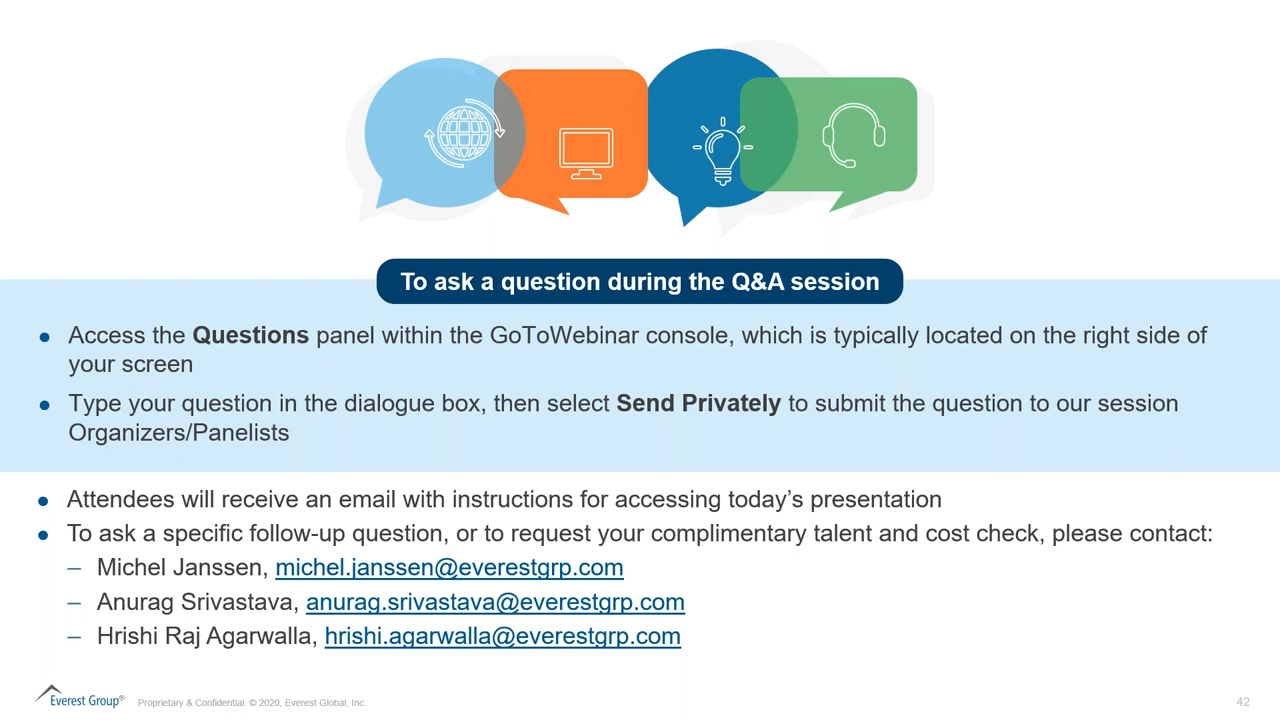 To ask a question during the Q&A session
● Access the Questions panel within the GoToWebinar console, which is typically located on the right side of
your screen
● Type your question in the dialogue box, then select Send Privately to submit the question to our session
Organizers/Panelists
● Attendees will receive an email with instructions for accessing today’s presentation
● To ask a specific follow-up question, or to request your complimentary talent and cost check, please contact:
– Michel Janssen, michel.janssen@everestgrp.com
– Anurag Srivastava, anurag.srivastava@everestgrp.com
– Hrishi Raj Agarwalla, hrishi.agarwalla@everestgrp.com
Everest Group® Proprietary & Confidential. © 2020, Everest Global, Inc. 42